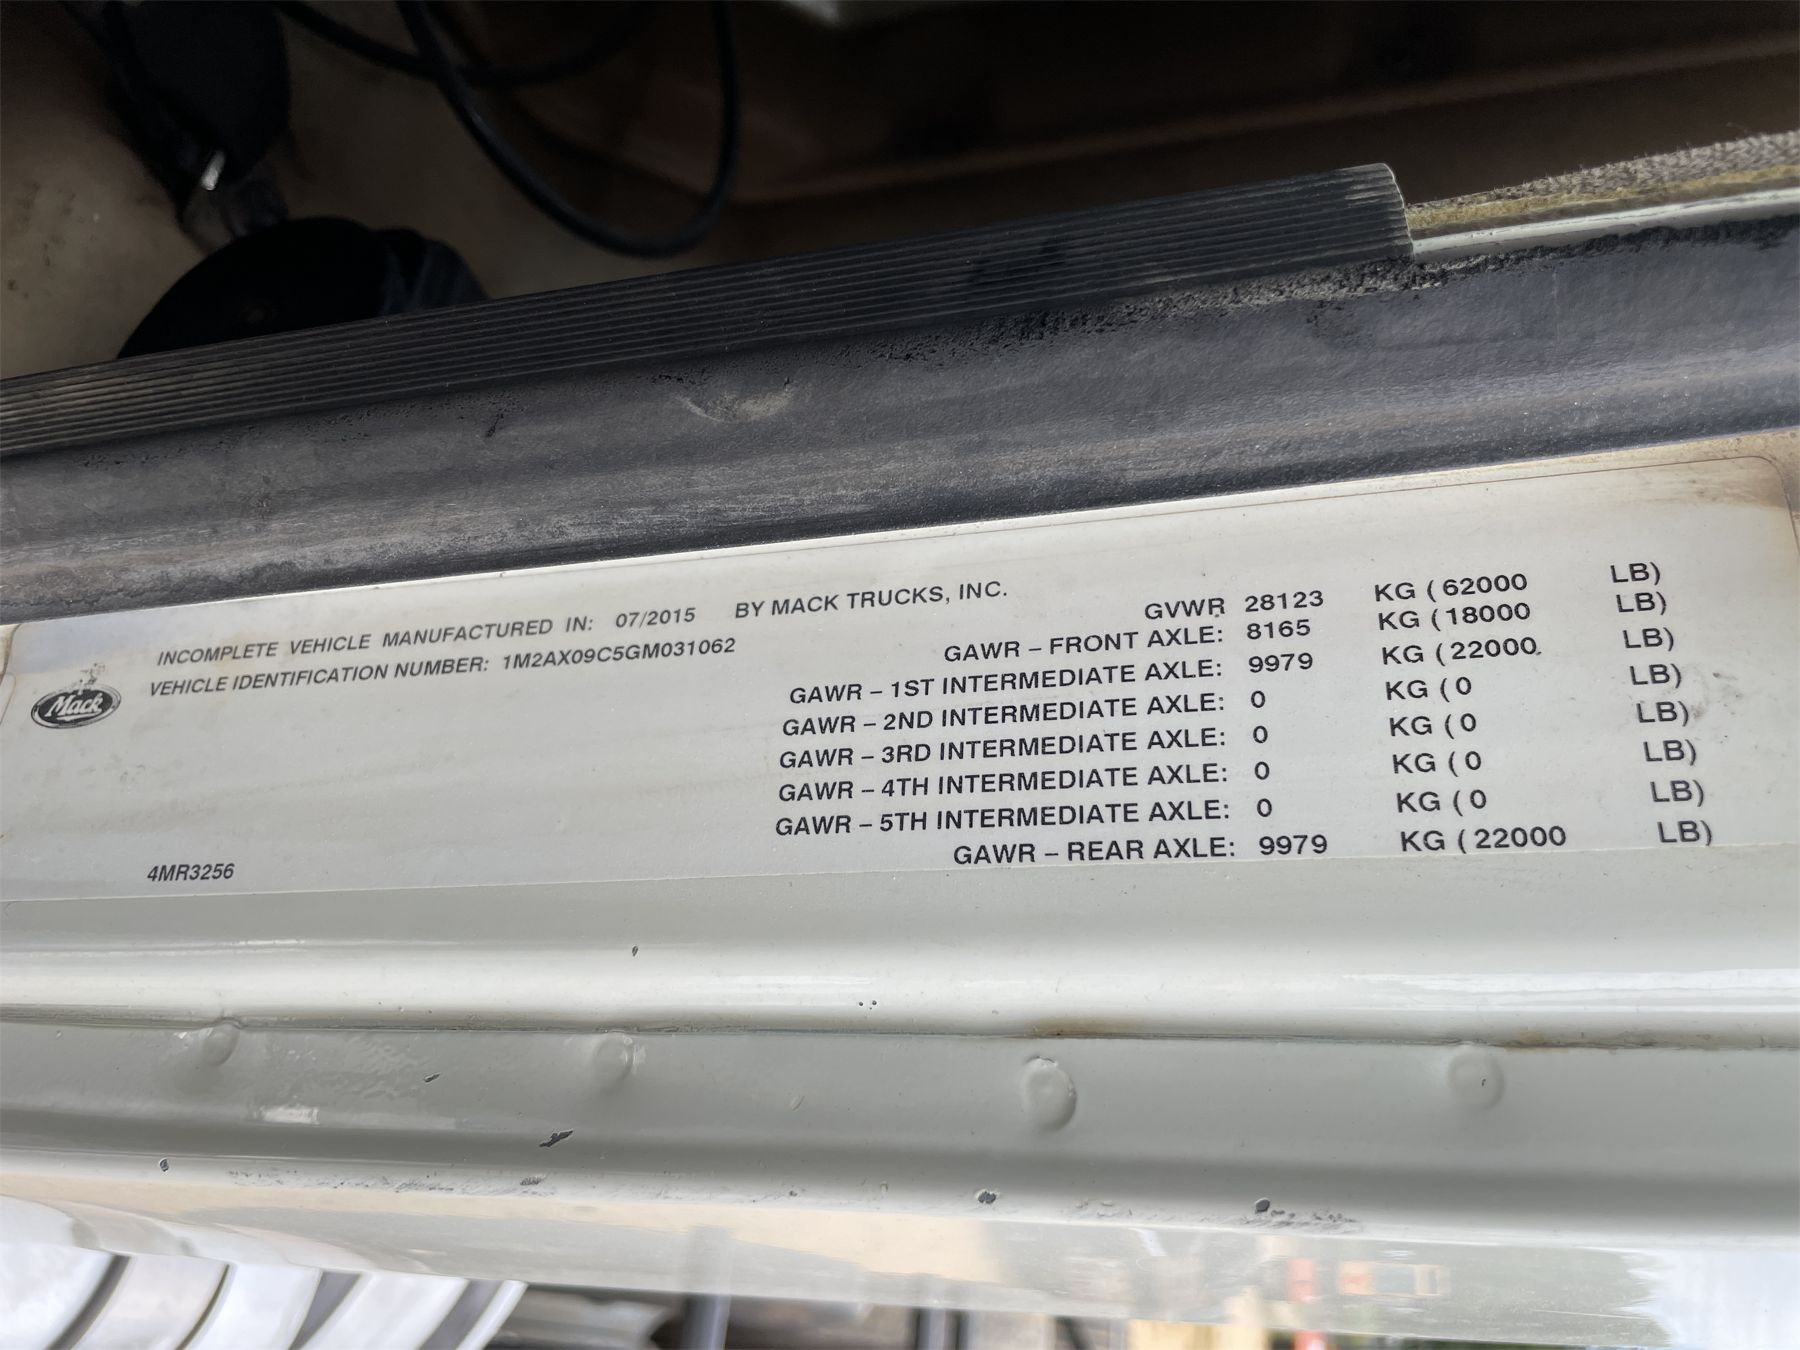 INCOMPLETE VEHICLE MANUFACTURED IN: 07/2015 BY MACK TRUCKS, INC.
VEHICLE IDENTIFICATION NUMBER: 1M2AX09C5GM031062
Mack
GVWR 28123 KG (62000 LB)
GAWR – FRONT AXLE: 8165 KG (18000 LB)
GAWR – 1ST INTERMEDIATE AXLE: 9979 KG (22000 LB)
GAWR – 2ND INTERMEDIATE AXLE: 0 KG (0 LB)
GAWR – 3RD INTERMEDIATE AXLE: 0 KG (0 LB)
GAWR – 4TH INTERMEDIATE AXLE: 0 KG (0 LB)
GAWR – 5TH INTERMEDIATE AXLE: 0 KG (0 LB)
GAWR – REAR AXLE: 9979 KG (22000 LB)
4MR3256